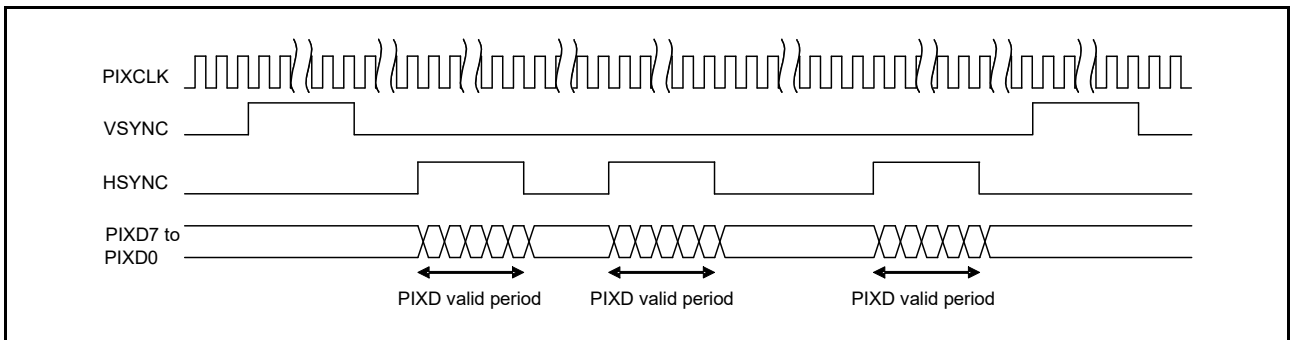 PIXCLK
VSYNC
HSYNC
PIXD7 to
PIXD0
PIXD valid period PIXD valid period PIXD valid period